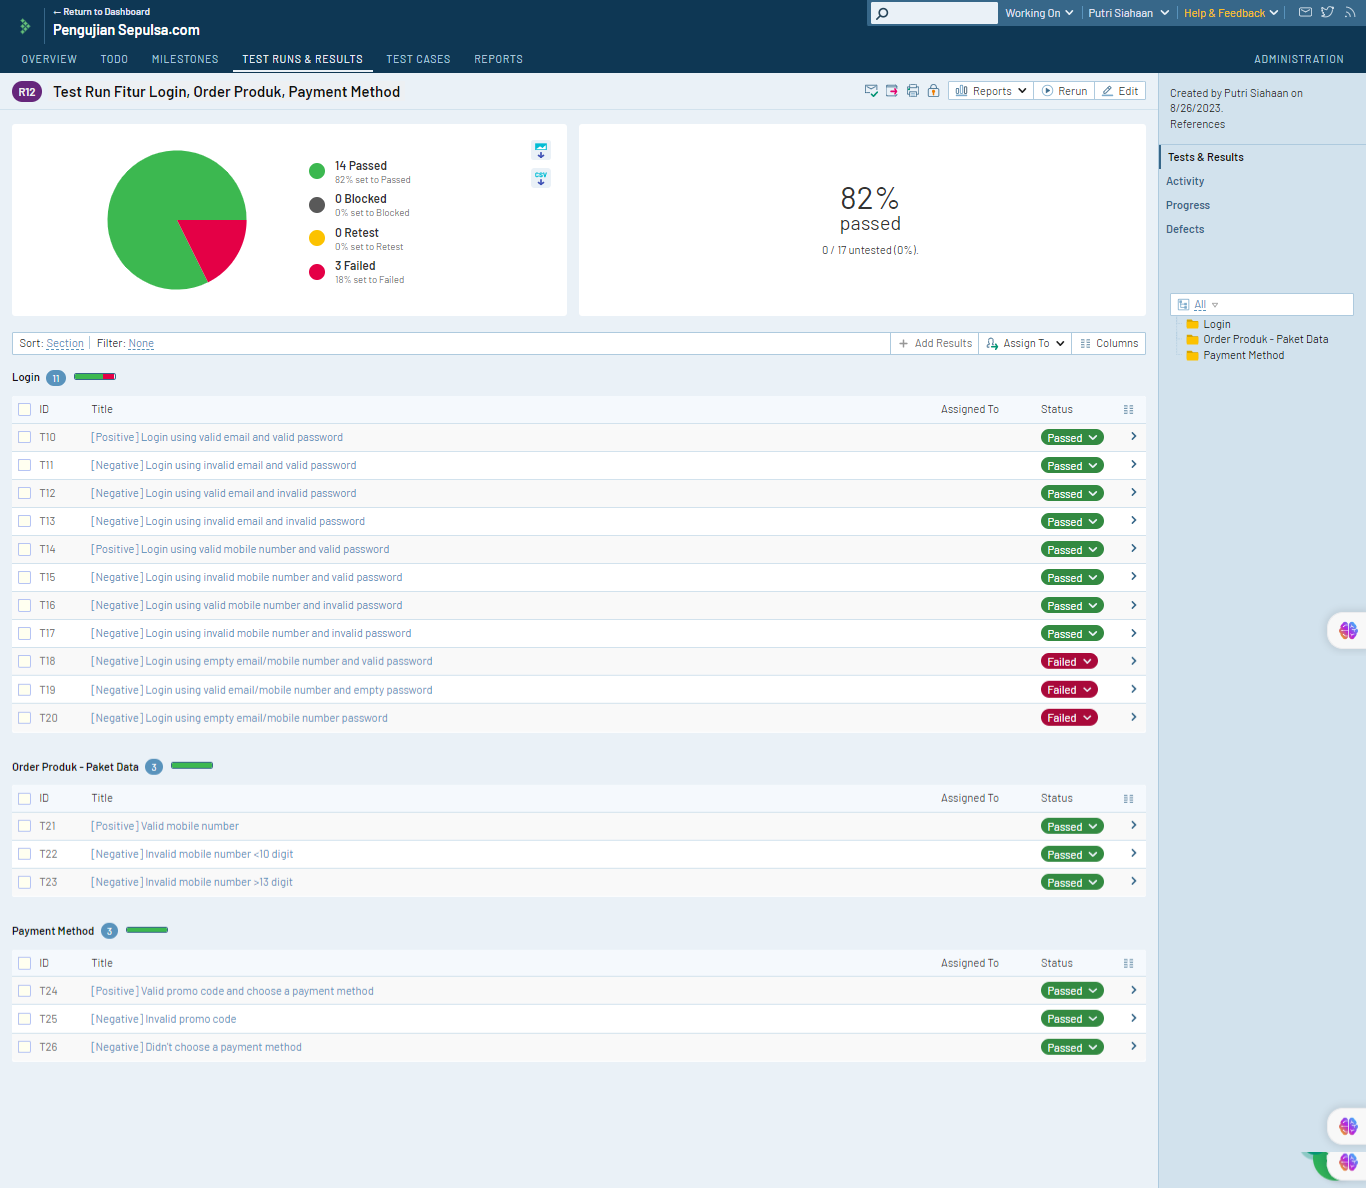 ← Return to Dashboard
Pengujian Sepulsa.com
Working On
Putri Siahaan
Help & Feedback
OVERVIEW TODO MILESTONES TEST RUNS & RESULTS TEST CASES REPORTS ADMINISTRATION
R12 Test Run Fitur Login, Order Produk, Payment Method
Reports Rerun Edit
Created by Putri Siahaan on
8/26/2023.
References
Tests & Results
Activity
Progress
Defects
All
Login
Order Produk - Paket Data
Payment Method
14 Passed
82% set to Passed
0 Blocked
0% set to Blocked
0 Retest
0% set to Retest
3 Failed
18% set to Failed
CSV
82%
passed
0 / 17 untested (0%).
Sort: Section Filter: None Add Results Assign To Columns
Login 11
ID Title Assigned To Status
T10 [Positive] Login using valid email and valid password Passed
T11 [Negative] Login using invalid email and valid password Passed
T12 [Negative] Login using valid email and invalid password Passed
T13 [Negative] Login using invalid email and invalid password Passed
T14 [Positive] Login using valid mobile number and valid password Passed
T15 [Negative] Login using invalid mobile number and valid password Passed
T16 [Negative] Login using valid mobile number and invalid password Passed
T17 [Negative] Login using invalid mobile number and invalid password Passed
T18 [Negative] Login using empty email/mobile number and valid password Failed
T19 [Negative] Login using valid email/mobile number and empty password Failed
T20 [Negative] Login using empty email/mobile number password Failed
Order Produk - Paket Data 3
ID Title Assigned To Status
T21 [Positive] Valid mobile number Passed
T22 [Negative] Invalid mobile number <10 digit Passed
T23 [Negative] Invalid mobile number >13 digit Passed
Payment Method 3
ID Title Assigned To Status
T24 [Positive] Valid promo code and choose a payment method Passed
T25 [Negative] Invalid promo code Passed
T26 [Negative] Didn't choose a payment method Passed